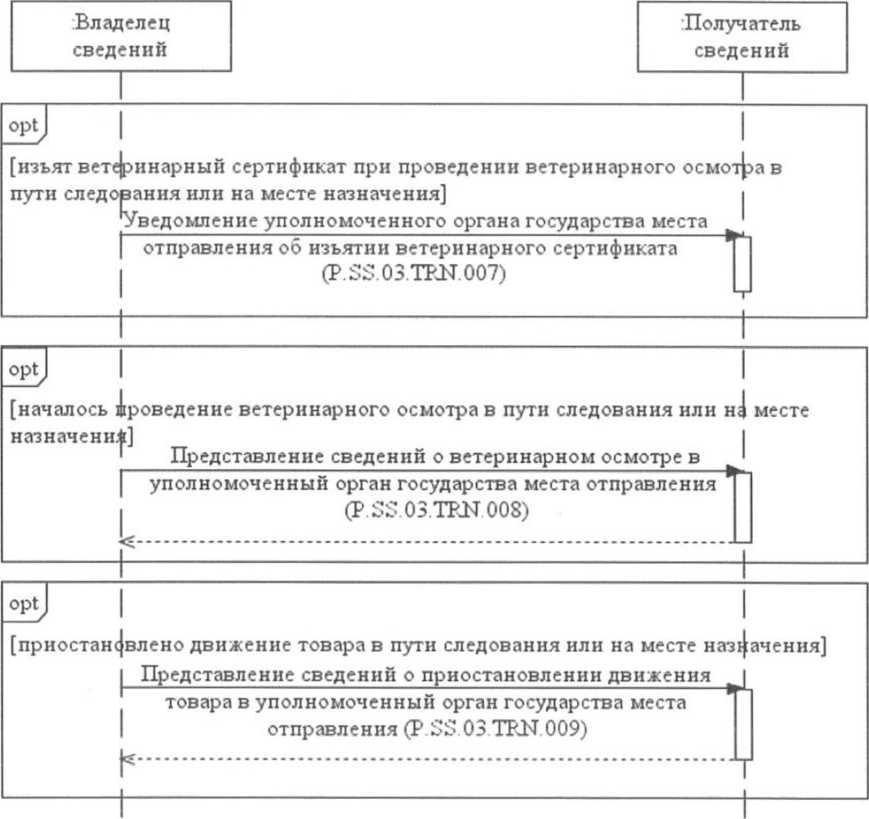 :Владелец
сведений
:Получатель
сведений
opt
[изъят ветеринарный сертификат при проведении ветеринарного осмотра в
пути следования или на месте назначения]
Уведомление уполномоченного органа государства места
отправления об изъятии ветеринарного сертификата
(P.SS.03.TRN.007)
opt
[началось проведение ветеринарного осмотра в пути следования или на месте
назначения]
Представление сведений о ветеринарном осмотре в
уполномоченный орган государства места отправления
(P.SS.03.TRN.008)
opt
[приостановлено движение товара в пути следования или на месте назначения]
Представление сведений о приостановлении движения
товара в уполномоченный орган государства места
отправления (P.SS.03.TRN.009)